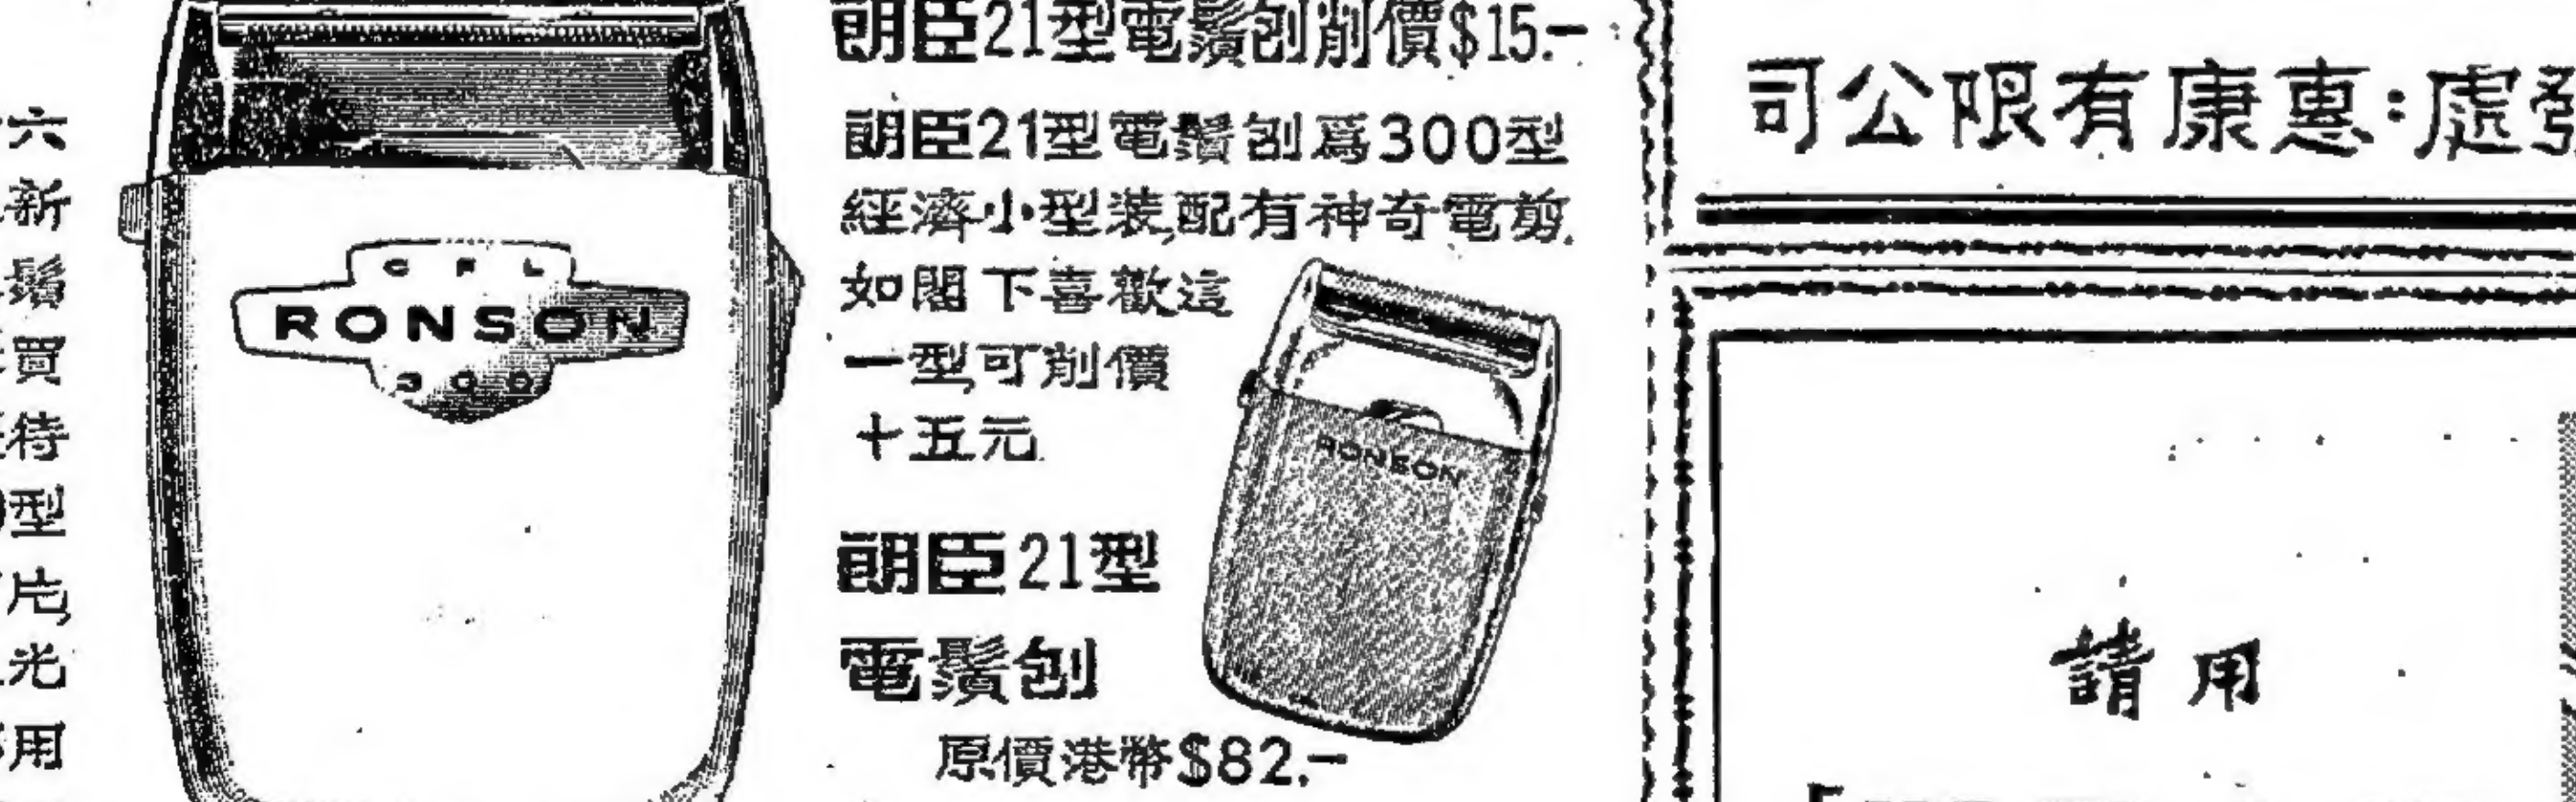 六
新
鬚
買
待
型
片
光
用
CFL
RONSON
300
朗臣21型電鬚刨削價$15.-
朗臣21型電鬚刨爲300型
經濟小型装配有神奇電剪
如閣下喜歡這
一型可削價
十五元
朗臣21型
電鬚刨
原價港幣$82.-
RONSON
司公限有康惠:處發
請用